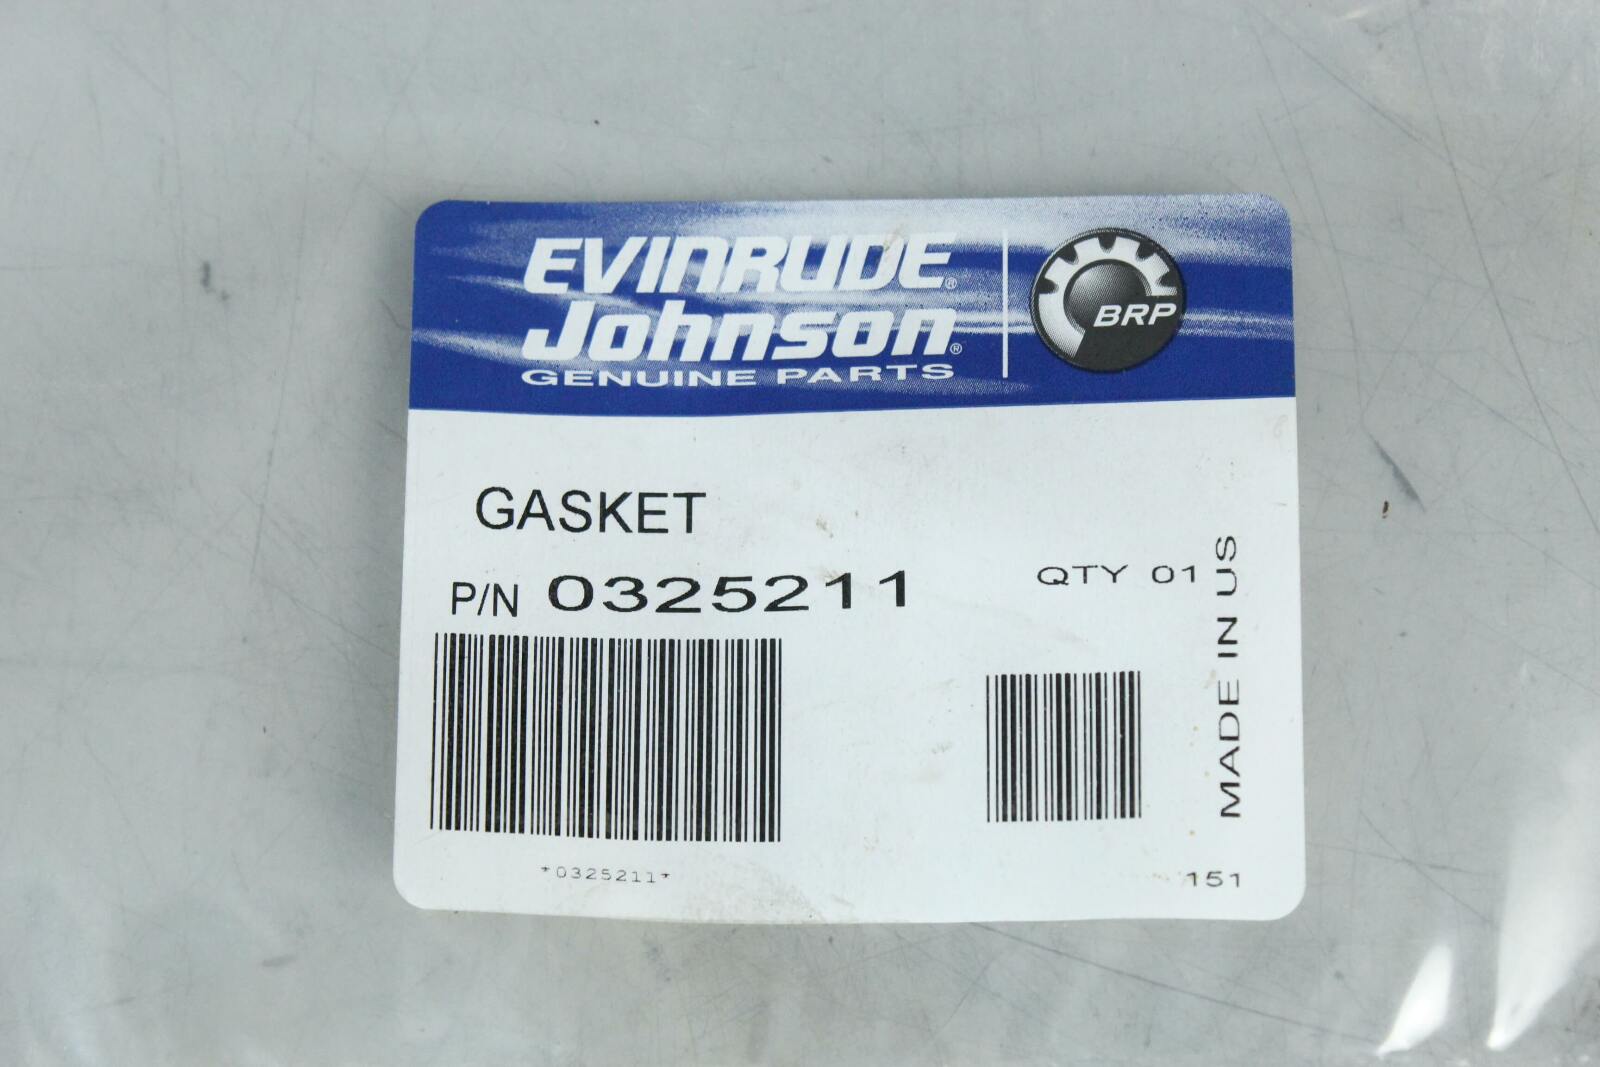 EVINRUDE®
Johnson®
GENUINE PARTS
BRP
GASKET
P/N 0325211
QTY 01
MADE IN US
*0325211*
151